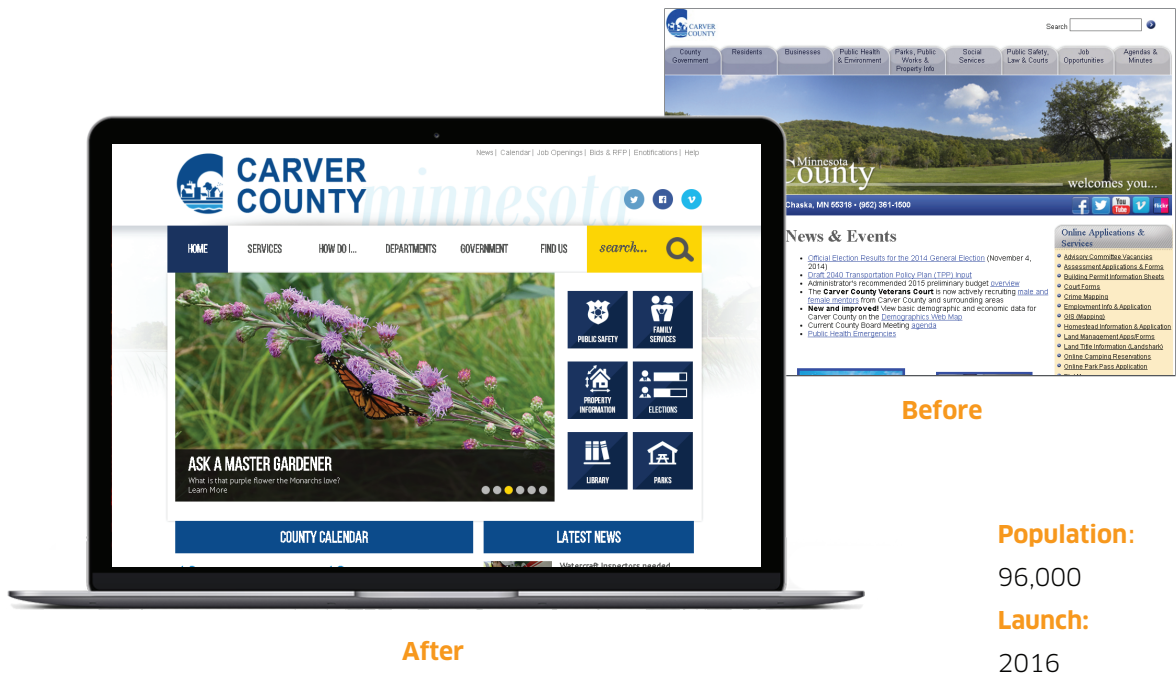 CARVER
COUNTY
Search
County
Government
Residents
Businesses
Public Health
& Environment
Parks, Public
Works &
Property Info
Social
Services
Public Safety,
Law & Courts
Job
Opportunities
Agendas &
Minutes
Minnesota
County
welcomes you...
Chaska, MN 55318 • (952) 361-1500
You
Tube
flickr
News & Events
Official Election Results for the 2014 General Election (November 4,
2014)
Draft 2040 Transportation Policy Plan (TPP) Input
Administrator's recommended 2015 preliminary budget overview
The Carver County Veterans Court is now actively recruiting male and
female mentors from Carver County and surrounding areas
New and improved! View basic demographic and economic data for
Carver County on the Demographics Web Map
Current County Board Meeting agenda
Public Health Emergencies
Online Applications &
Services
Advisory Committee Vacancies
Assessment Applications & Forms
Building Permit Information Sheets
Court Forms
Crime Mapping
Employment Info & Application
GIS (Mapping)
Homestead Information & Application
Land Management Apps/Forms
Land Title Information (Landshark)
Online Camping Reservations
Online Park Pass Application
Before
News | Calendar | Job Openings | Bids & RFP | Enotifications | Help
CARVER
COUNTY
minnesota
HOME
SERVICES
HOW DO I...
DEPARTMENTS
GOVERNMENT
FIND US
search...
PUBLIC SAFETY
FAMILY
SERVICES
PROPERTY
INFORMATION
ELECTIONS
LIBRARY
PARKS
ASK A MASTER GARDENER
What is that purple flower the Monarchs love?
Learn More
COUNTY CALENDAR
LATEST NEWS
Watercraft Inspectors needed
After
Population:
96,000
Launch:
2016